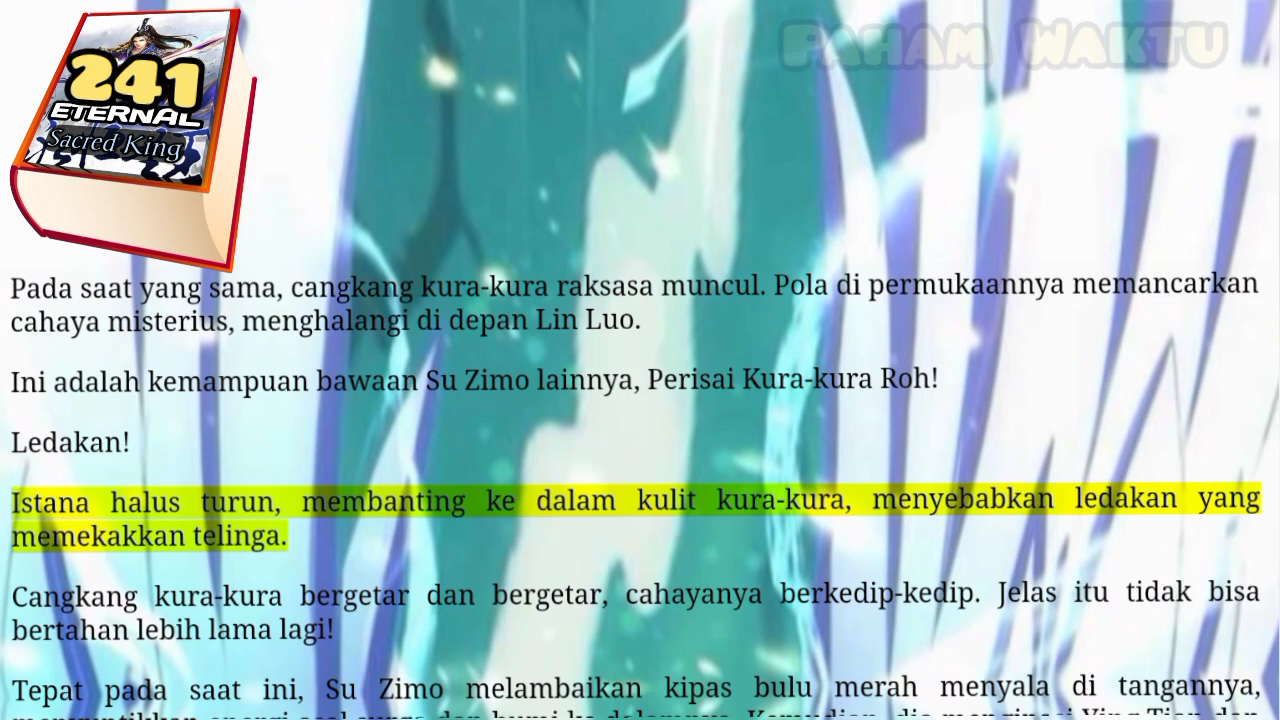 241
ETERNAL
Sacred King
PAHAM WAKTU
Pada saat yang sama, cangkang kura-kura raksasa muncul. Pola di permukaannya memancarkan
cahaya misterius, menghalangi di depan Lin Luo.
Ini adalah kemampuan bawaan Su Zimo lainnya, Perisai Kura-kura Roh!
Ledakan!
Istana halus turun, membanting ke dalam kulit kura-kura, menyebabkan ledakan yang
memekakkan telinga.
Cangkang kura-kura bergetar dan bergetar, cahayanya berkedip-kedip. Jelas itu tidak bisa
bertahan lebih lama lagi!
Tepat pada saat ini, Su Zimo melambaikan kipas bulu merah menyala di tangannya,